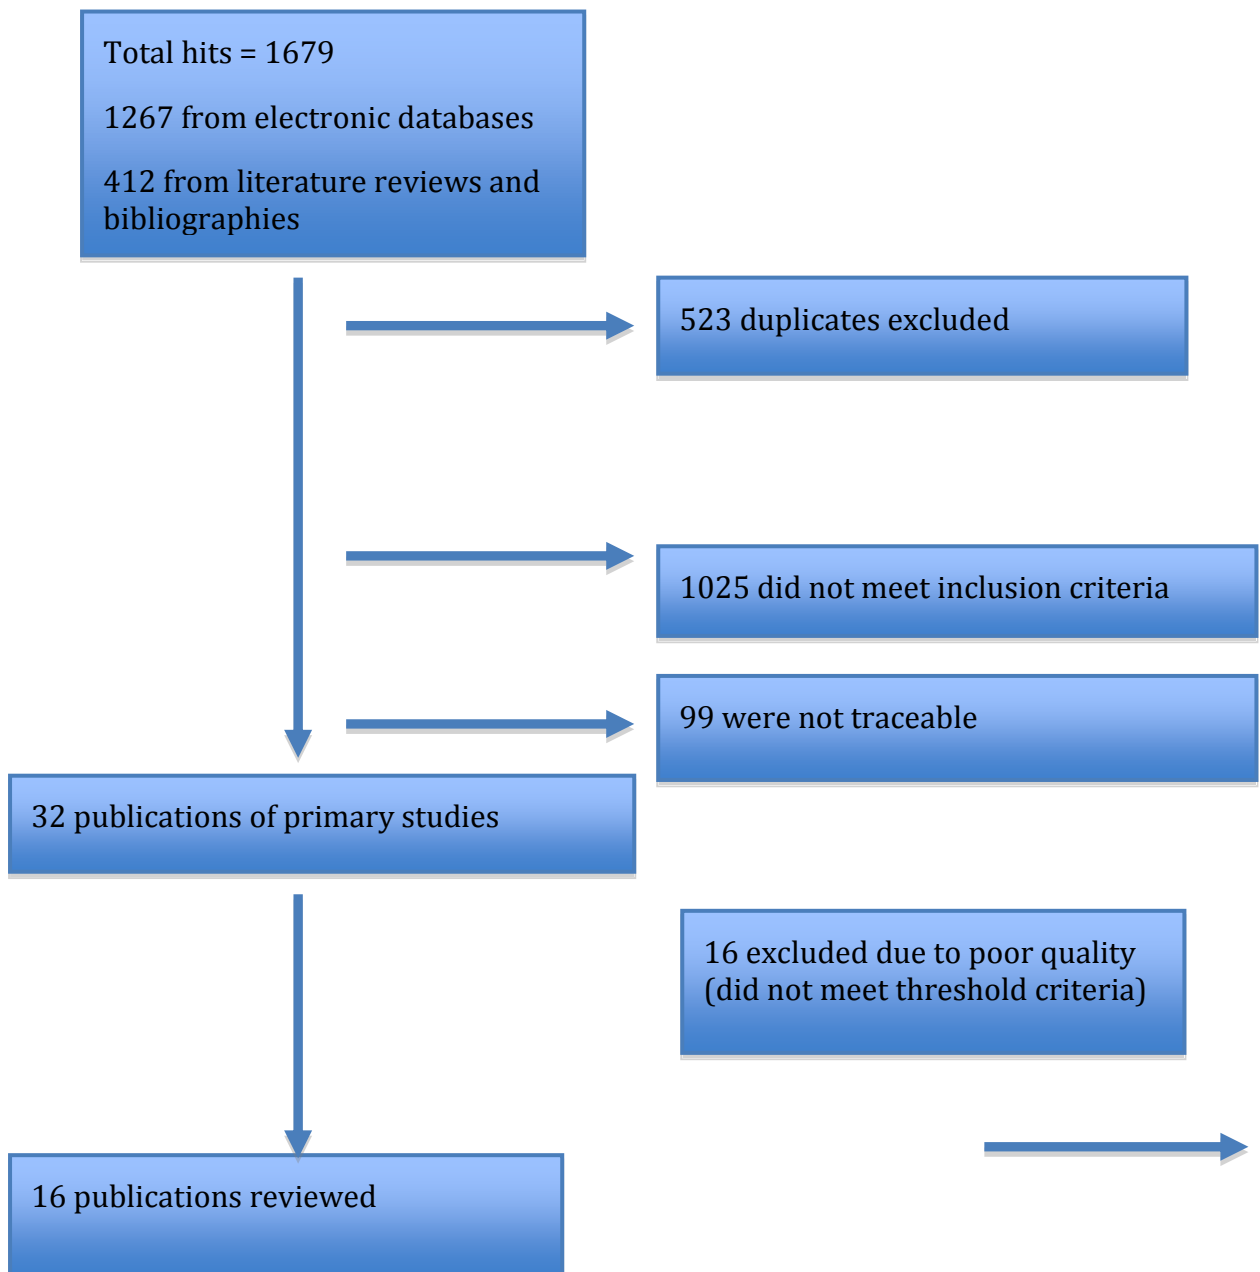 Total hits = 1679
1267 from electronic databases
412 from literature reviews and
bibliographies
523 duplicates excluded
1025 did not meet inclusion criteria
99 were not traceable
32 publications of primary studies
16 excluded due to poor quality
(did not meet threshold criteria)
16 publications reviewed